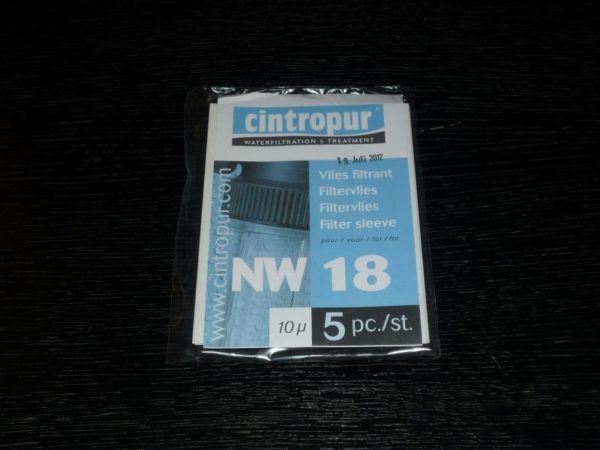 cintropur®
WATERFILTRATION & TREATMENT
19. Juli 2012
Vlies filtrant
Filtervlies
Filtervlies
Filter sleeve
pour / voor / für / for
www.cintropur.com
NW 18
10 µ
5 pc./st.